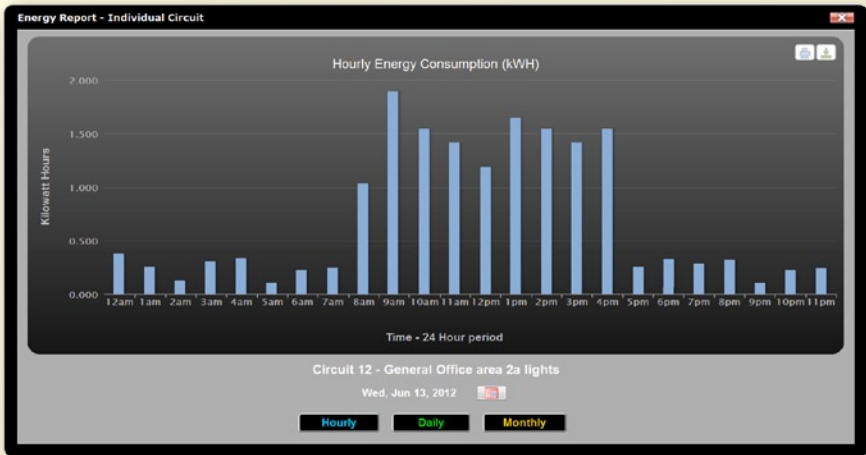 Energy Report - Individual Circuit
Hourly Energy Consumption (kWH)
2.000
1.500
1.000
0.500
0.000
Kilowatt Hours
12am 1am 2am 3am 4am 5am 6am 7am 8am 9am 10am 11am 12pm 1pm 2pm 3pm 4pm 5pm 6pm 7pm 8pm 9pm 10pm 11pm
Time - 24 Hour period
Circuit 12 - General Office area 2a lights
Wed, Jun 13, 2012
Hourly Daily Monthly